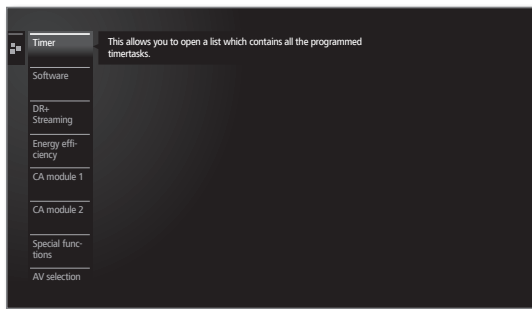 Timer
This allows you to open a list which contains all the programmed
timertasks.
Software
DR+
Streaming
Energy effi-
ciency
CA module 1
CA module 2
Special func-
tions
AV selection